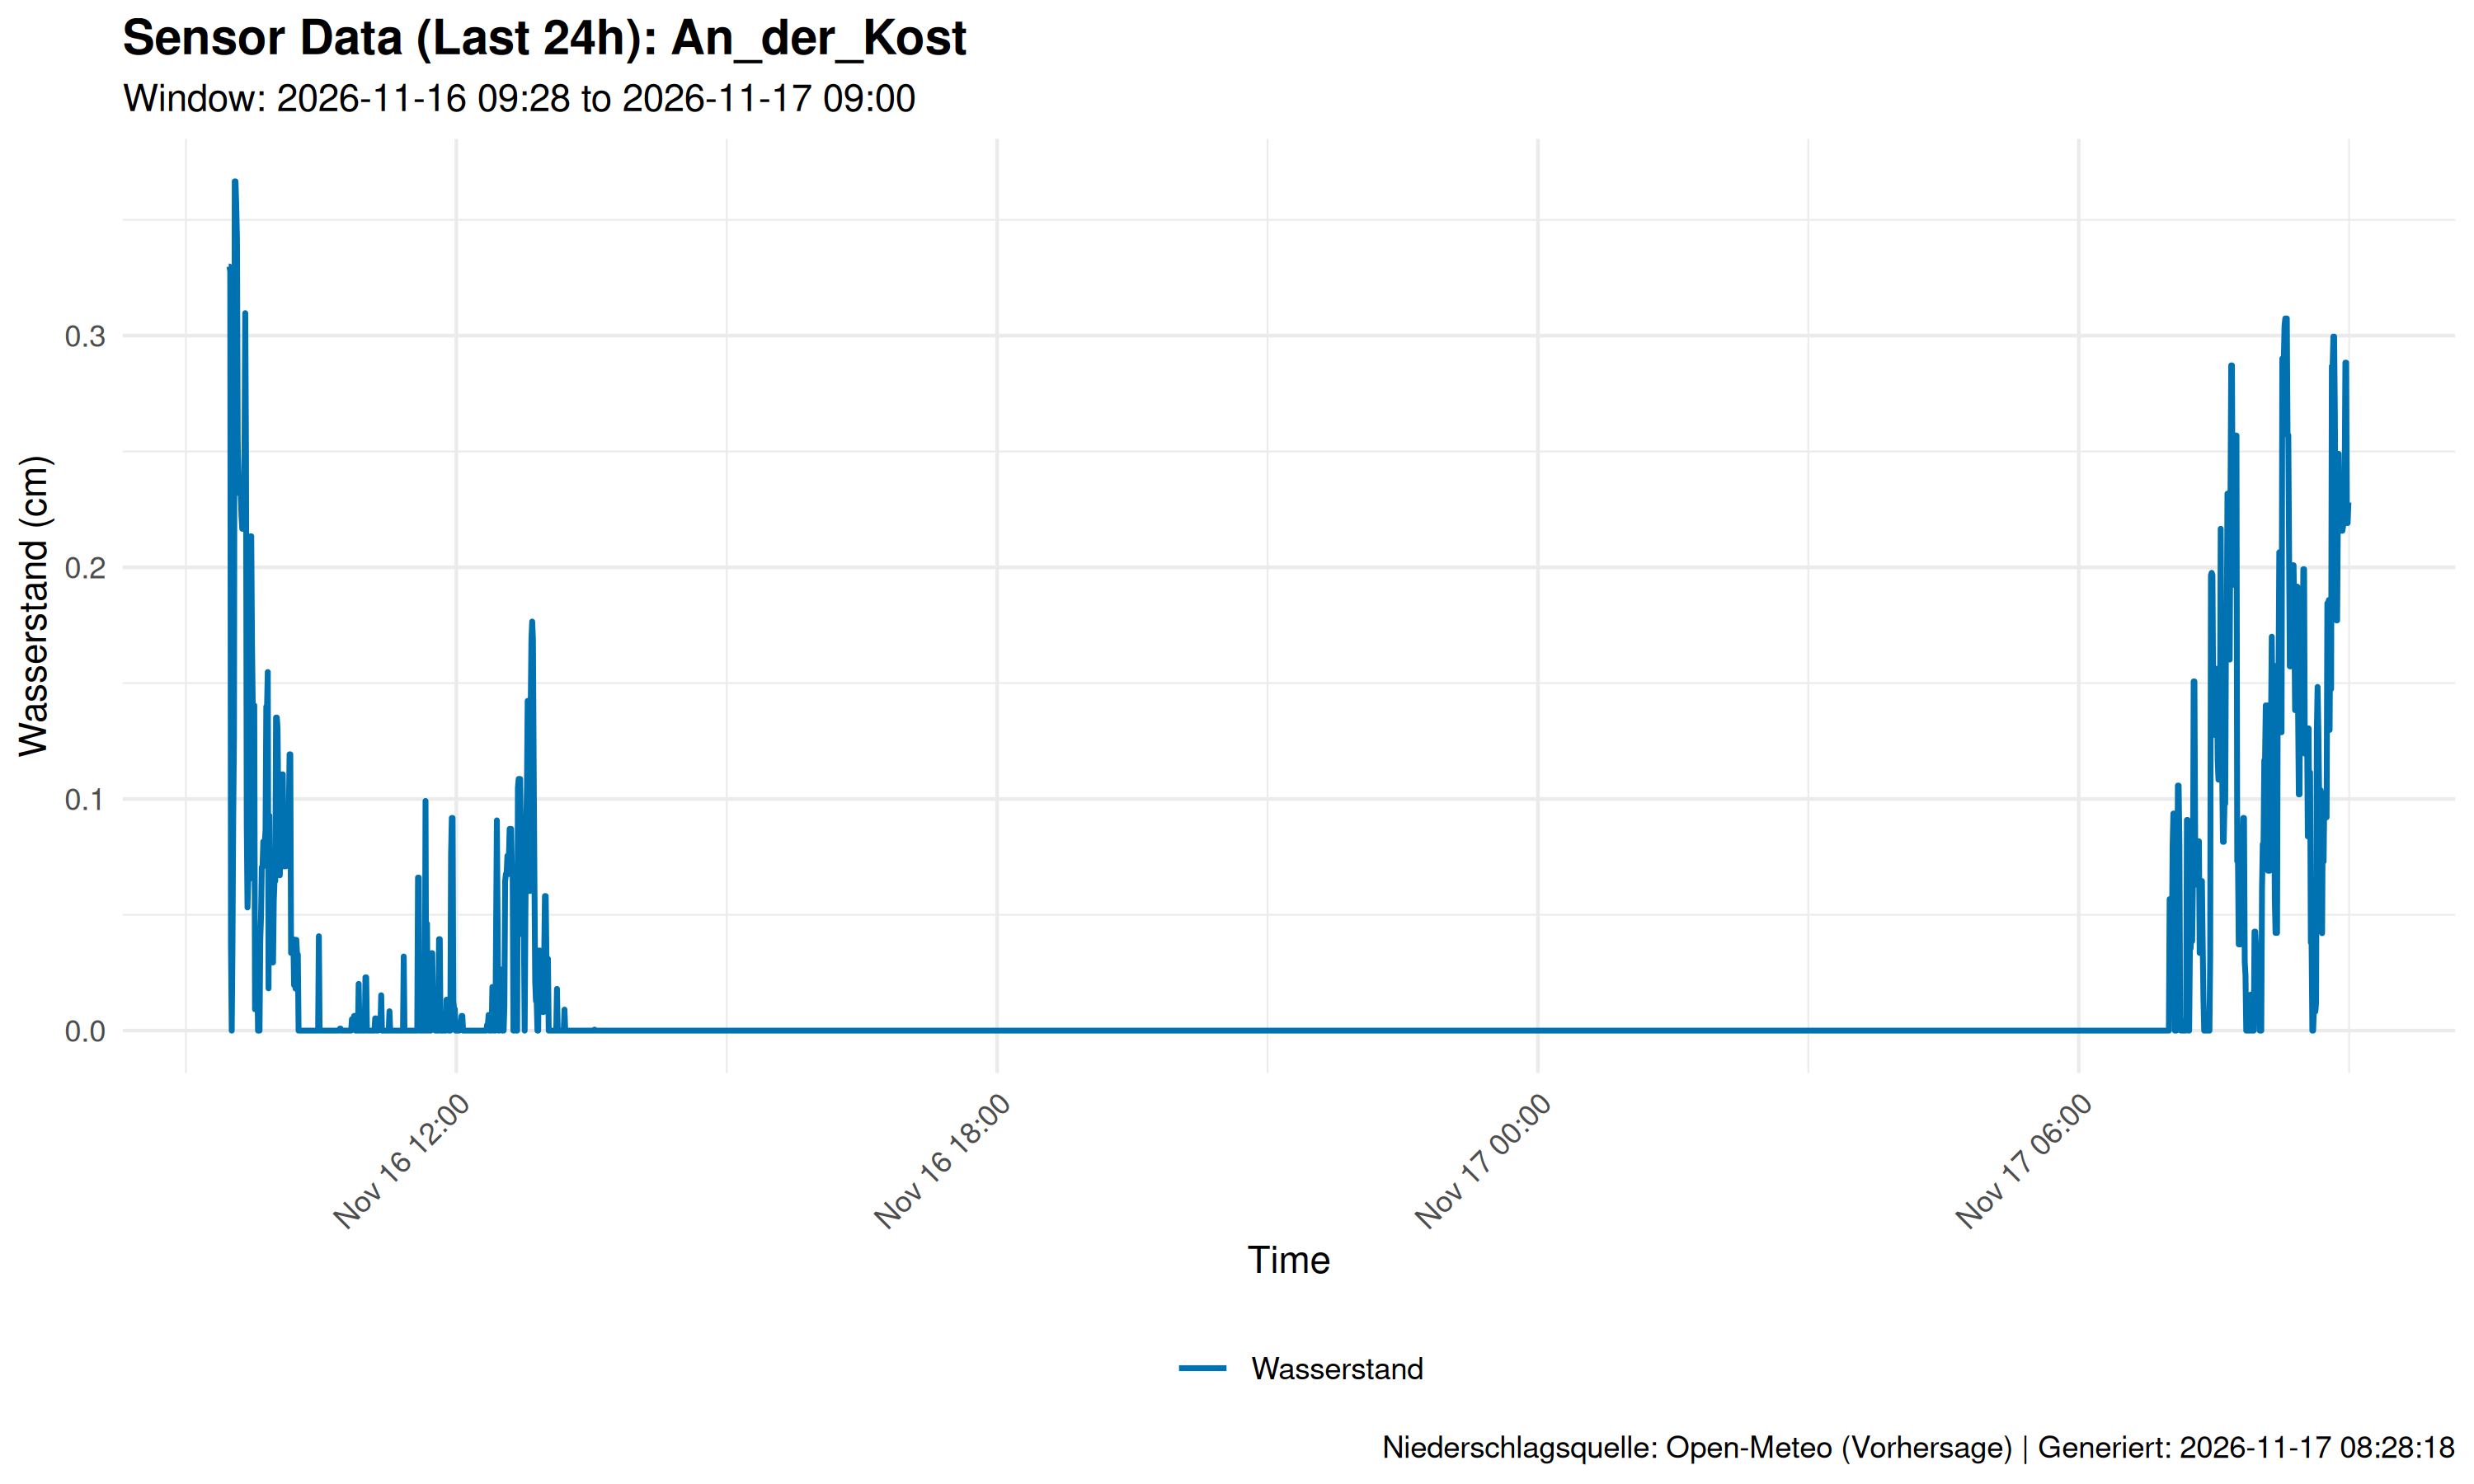 Sensor Data (Last 24h): An_der_Kost
Window: 2026-11-16 09:28 to 2026-11-17 09:00
Wasserstand (cm)
0.3
0.2
0.1
0.0
Nov 16 12:00
Nov 16 18:00
Nov 17 00:00
Nov 17 06:00
Time
Wasserstand
Niederschlagsquelle: Open-Meteo (Vorhersage) | Generiert: 2026-11-17 08:28:18